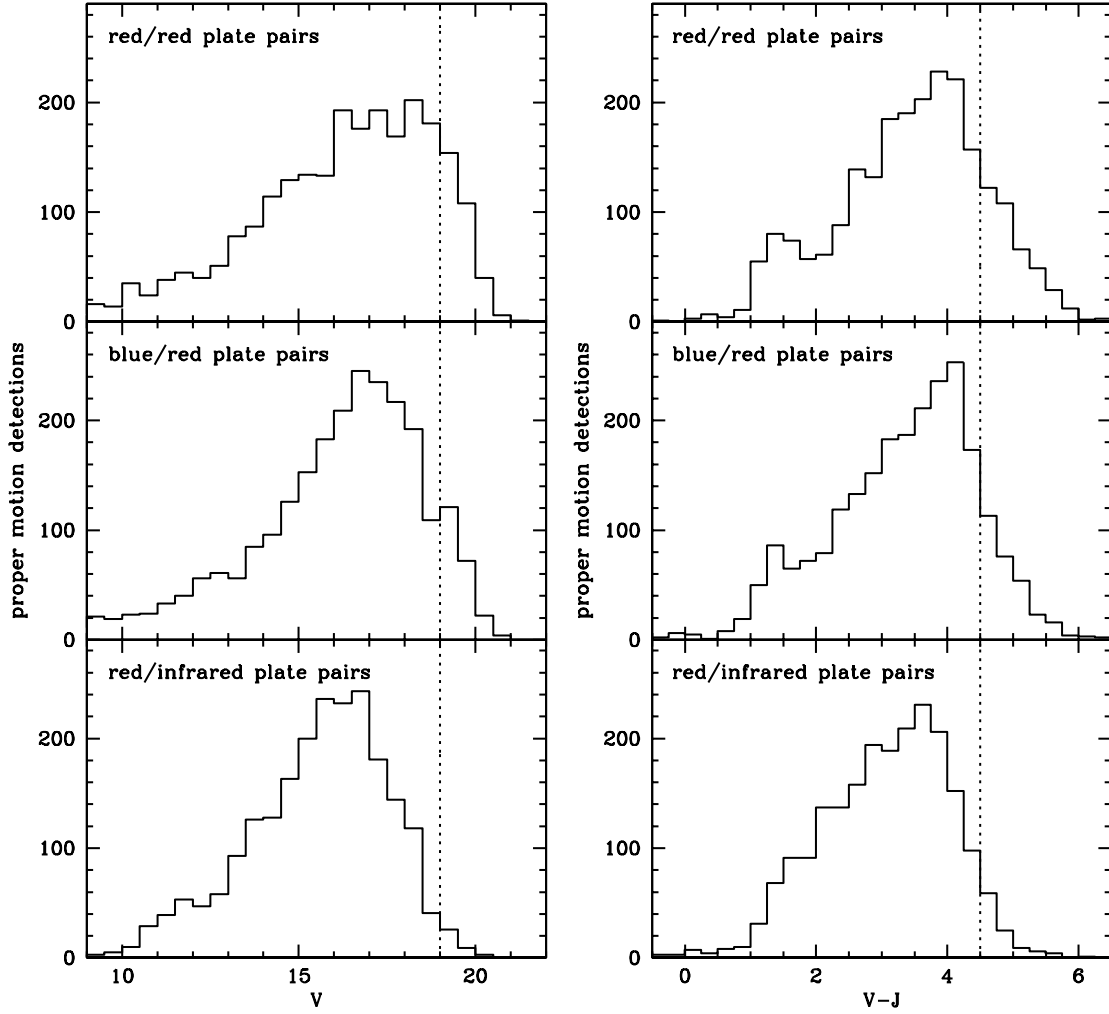 red/red plate pairs
200
100
0
blue/red plate pairs
200
100
0
red/infrared plate pairs
200
100
0
10 15 20
V
proper motion detections
red/red plate pairs
200
100
0
blue/red plate pairs
200
100
0
red/infrared plate pairs
200
100
0
0 2 4 6
V-J
proper motion detections